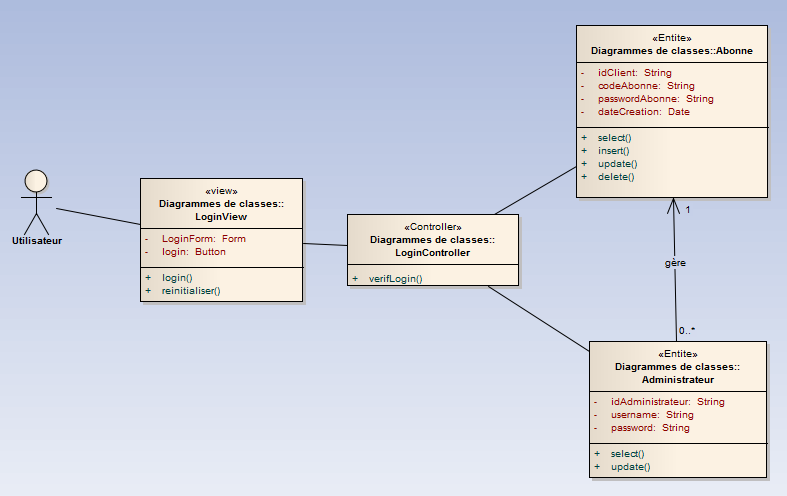 Utilisateur
«view»
Diagrammes de classes::
LoginView
- LoginForm: Form
- login: Button
+ login()
+ reinitialiser()
«Controller»
Diagrammes de classes::
LoginController
+ verifLogin()
«Entite»
Diagrammes de classes::Abonne
- idClient: String
- codeAbonne: String
- passwordAbonne: String
- dateCreation: Date
+ select()
+ insert()
+ update()
+ delete()
1
gère
0..*
«Entite»
Diagrammes de classes::
Administrateur
- idAdministrateur: String
- username: String
- password: String
+ select()
+ update()